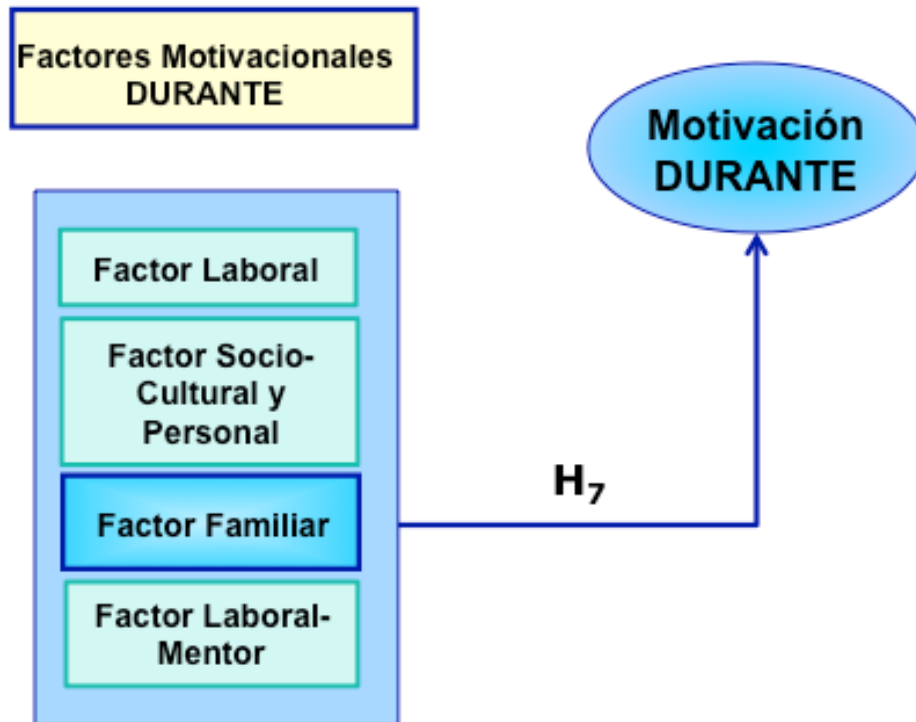 Factores Motivacionales
DURANTE
Motivación
DURANTE
Factor Laboral
Factor Socio-
Cultural y
Personal
Factor Familiar
Factor Laboral-
Mentor
H₇